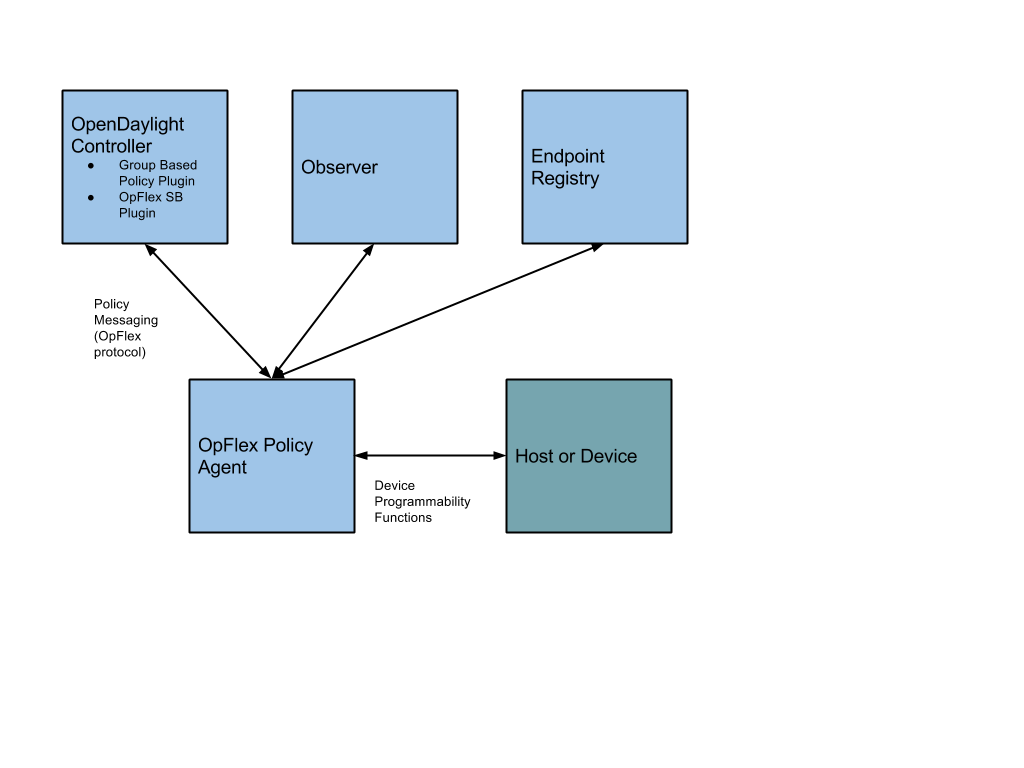 OpenDaylight
Controller
● Group Based
Policy Plugin
● OpFlex SB
Plugin
Observer
Endpoint
Registry
Policy
Messaging
(OpFlex
protocol)
OpFlex Policy
Agent
Device
Programmability
Functions
Host or Device